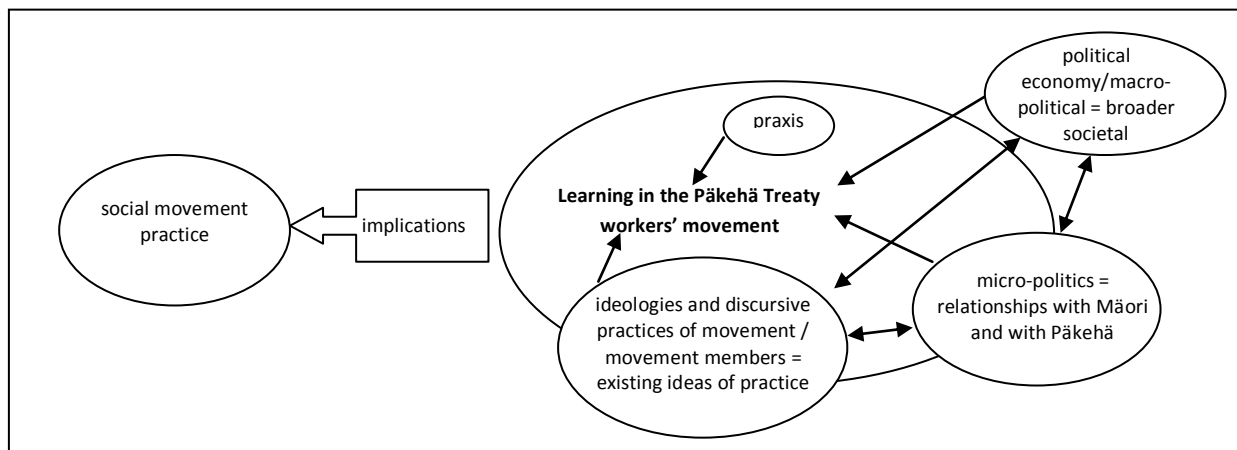 social movement
practice
implications
praxis
Learning in the Päkehä Treaty
workers’ movement
ideologies and discursive
practices of movement /
movement members =
existing ideas of practice
political
economy/macro-
political = broader
societal
micro-politics =
relationships with Mäori
and with Päkehä